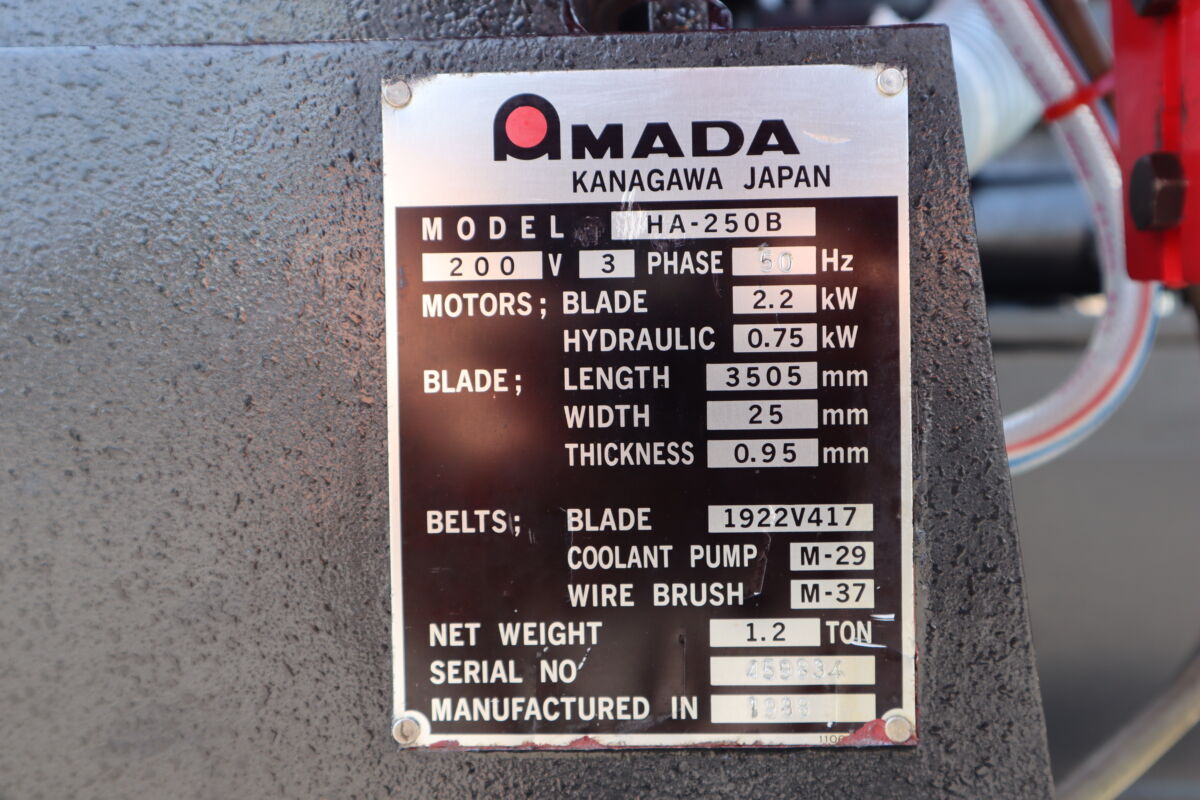 AMADA
KANAGAWA JAPAN
MODEL HA-250B
200 V 3 PHASE 50 Hz
MOTORS; BLADE 2.2 kW
HYDRAULIC 0.75 kW
BLADE; LENGTH 3505 mm
WIDTH 25 mm
THICKNESS 0.95 mm
BELTS; BLADE 1922V417
COOLANT PUMP M-29
WIRE BRUSH M-37
NET WEIGHT 1.2 TON
SERIAL NO
MANUFACTURED IN